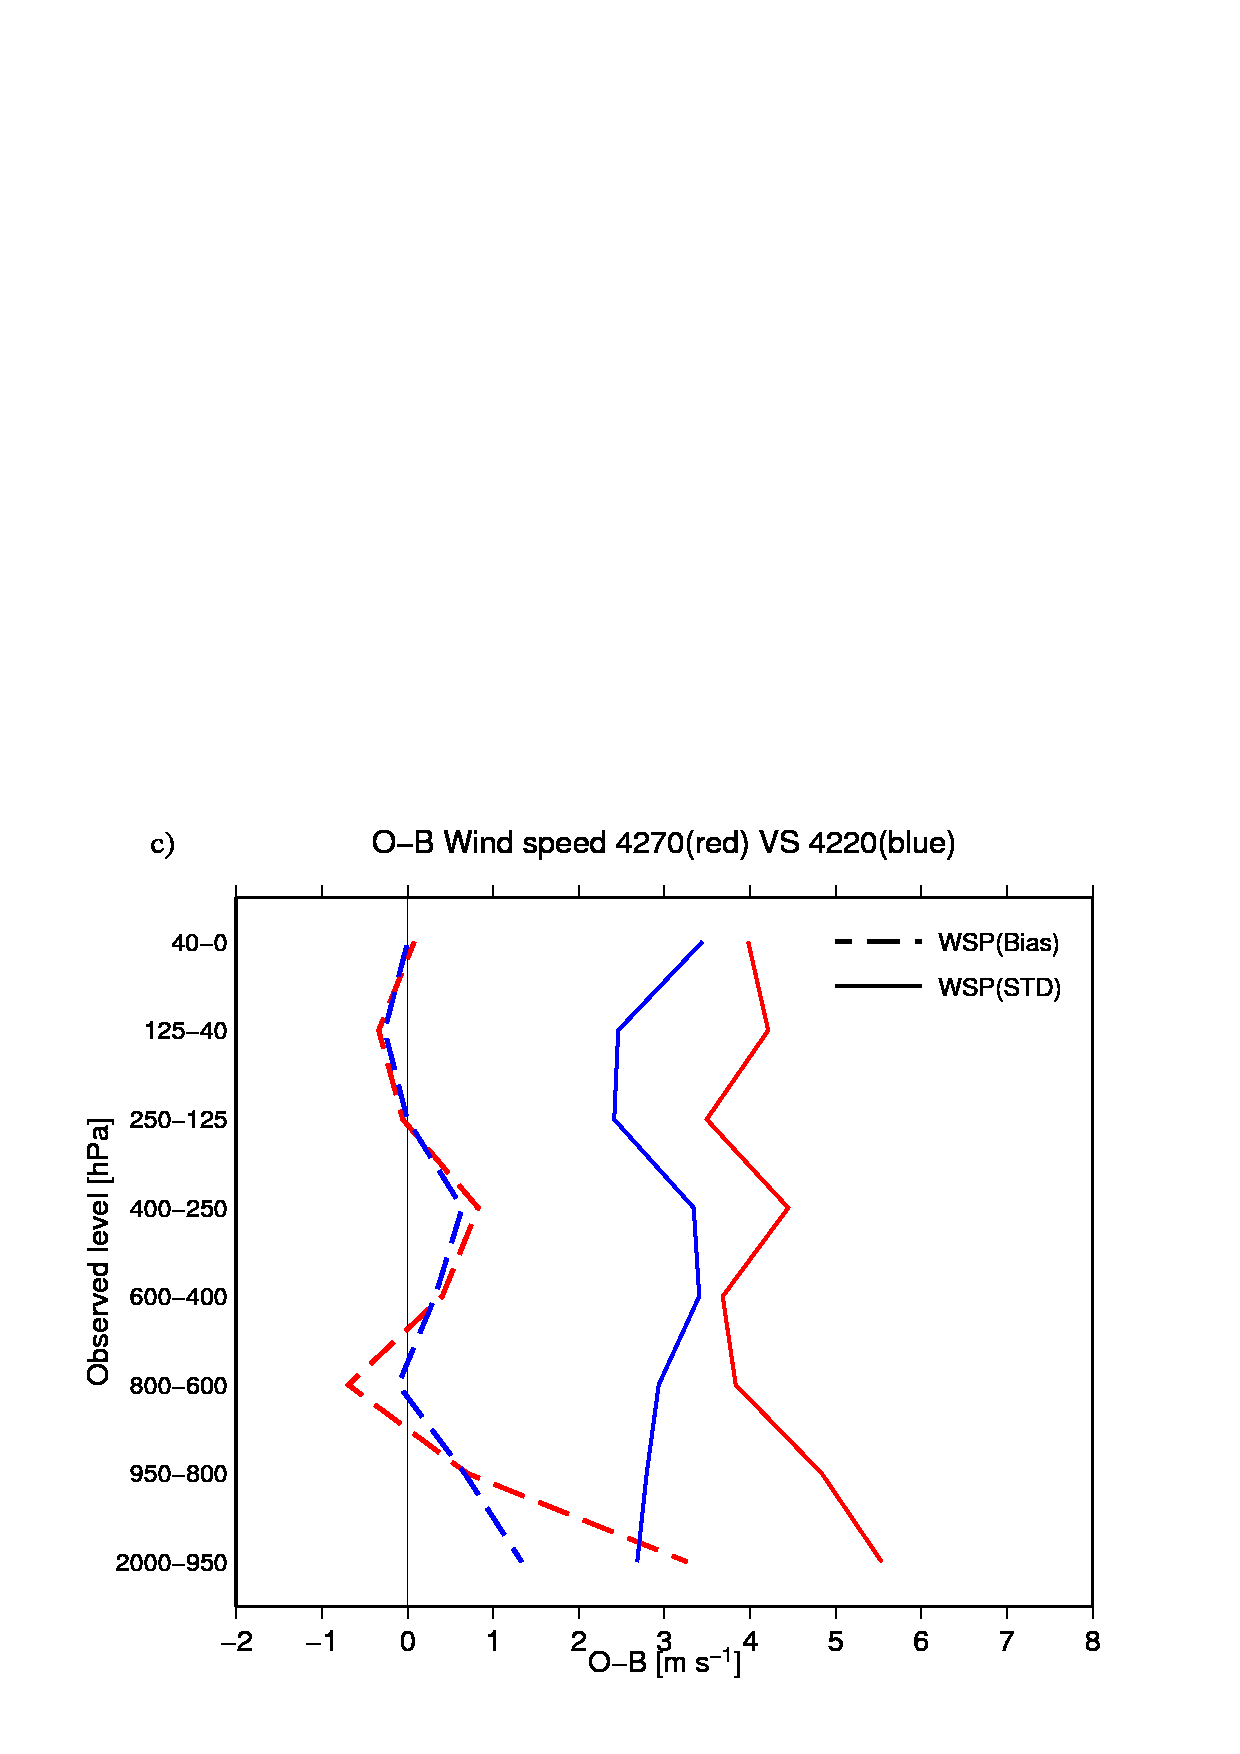 c)
O−B Wind speed 4270(red) VS 4220(blue)
40−0
125−40
250−125
400−250
600−400
800−600
950−800
2000−950
Observed level [hPa]
WSP(Bias)
WSP(STD)
−2 −1 0 1 2 3 4 5 6 7 8
O−B [m s⁻¹]